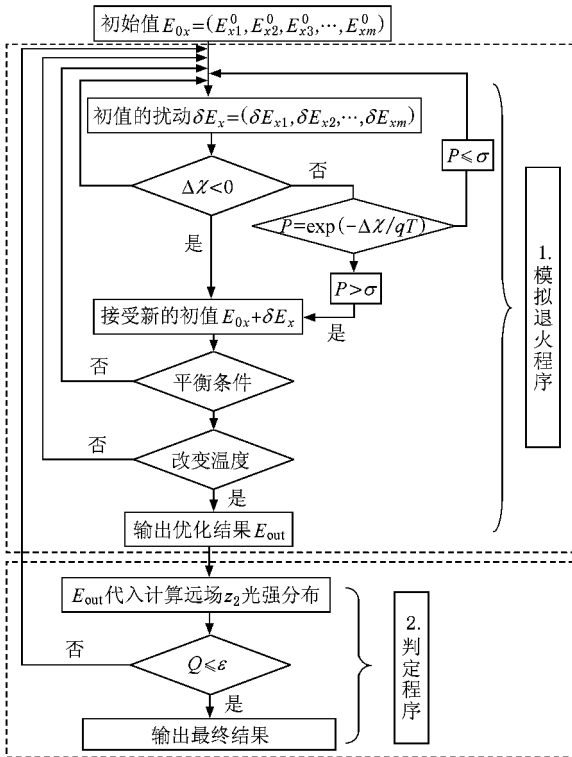 初始值E⁰ₓ=(E⁰ₓ₁,E⁰ₓ₂,E⁰ₓ₃,⋯,E⁰ₓₘ)
初值的扰动δEₓ=(δEₓ₁,δEₓ₂,⋯,δEₓₘ)
P⩽σ
Δχ<0
否
P=exp(-Δχ/qT)
是
P>σ
接受新的初值E₀ₓ+δEₓ
是
否
平衡条件
否
改变温度
是
输出优化结果Eout
1.模拟退火程序
Eout代入计算远场z₂光强分布
否
Q⩽ε
是
输出最终结果
2.判定程序